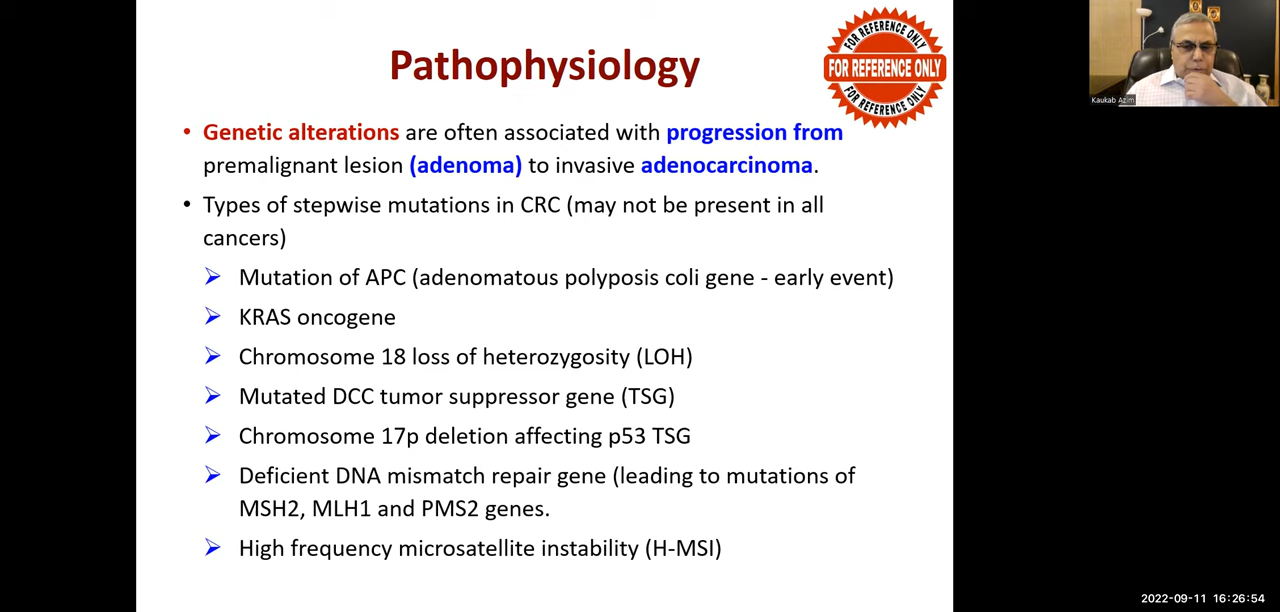 Pathophysiology
FOR REFERENCE ONLY
FOR REFERENCE ONLY
FOR REFERENCE ONLY
Kaukab Azim
• Genetic alterations are often associated with progression from
premalignant lesion (adenoma) to invasive adenocarcinoma.
• Types of stepwise mutations in CRC (may not be present in all
cancers)
➢ Mutation of APC (adenomatous polyposis coli gene - early event)
➢ KRAS oncogene
➢ Chromosome 18 loss of heterozygosity (LOH)
➢ Mutated DCC tumor suppressor gene (TSG)
➢ Chromosome 17p deletion affecting p53 TSG
➢ Deficient DNA mismatch repair gene (leading to mutations of
MSH2, MLH1 and PMS2 genes.
➢ High frequency microsatellite instability (H-MSI)
2022-09-11 16:26:54